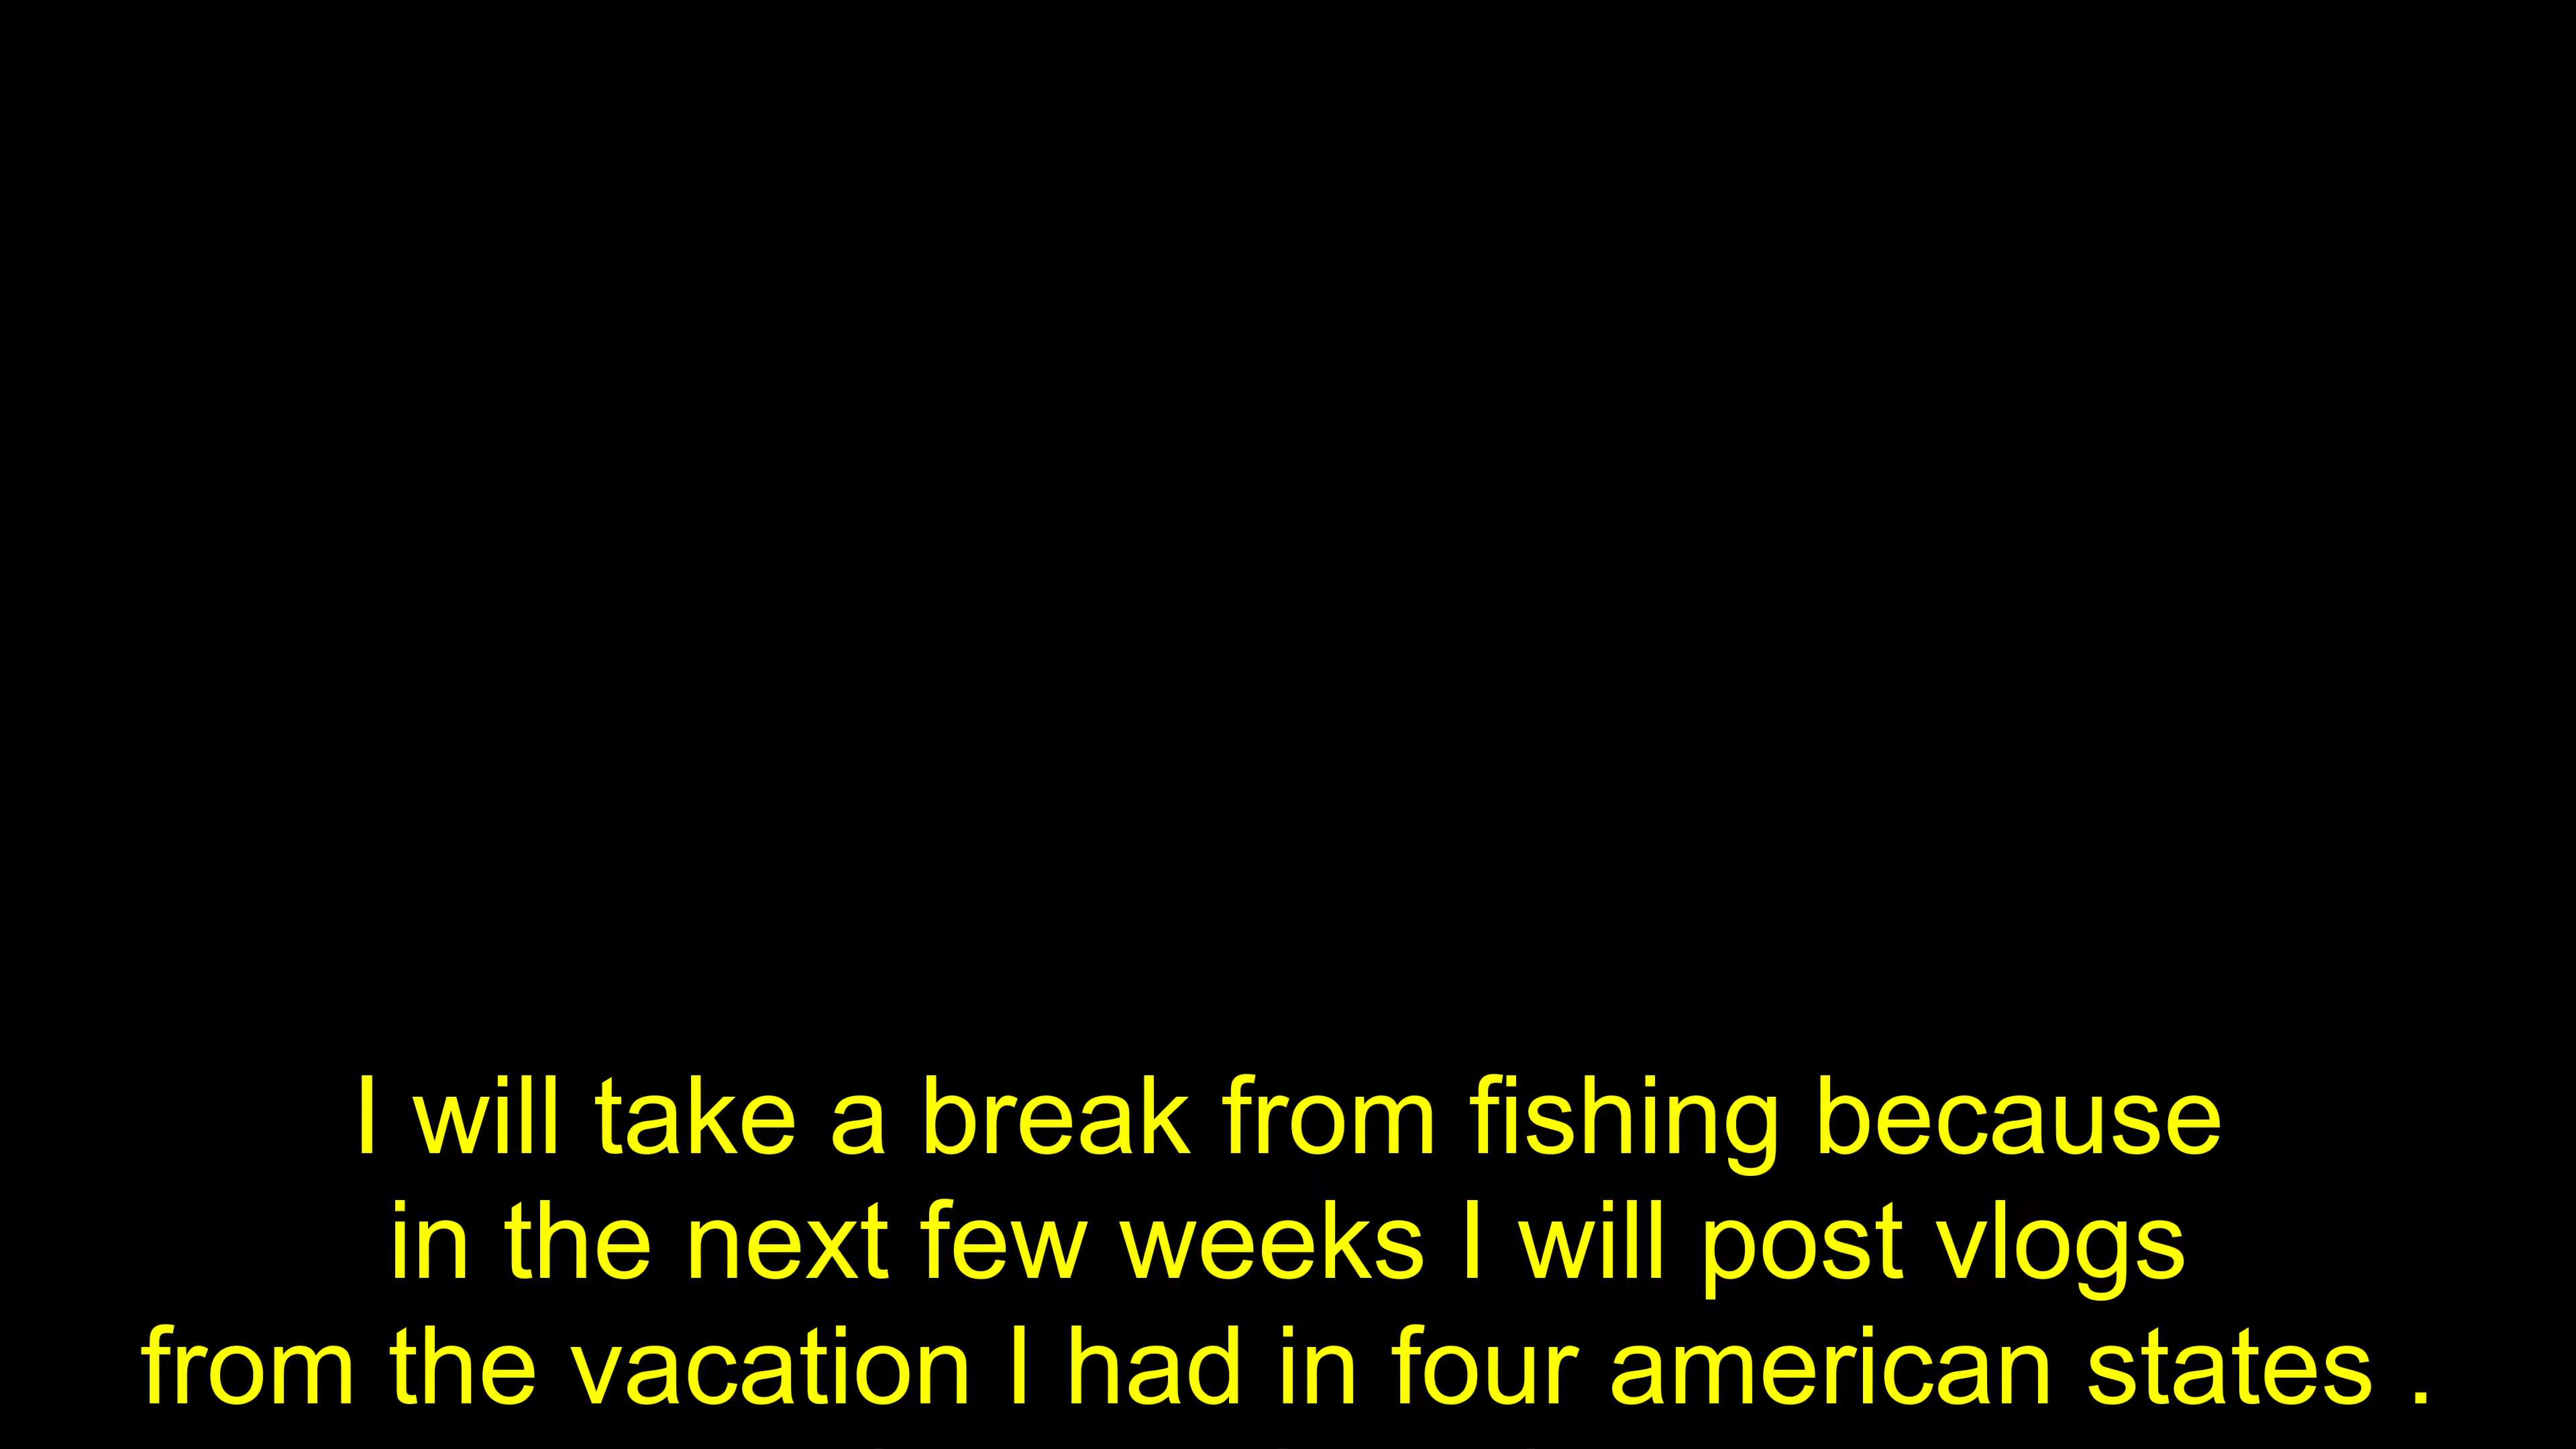 I will take a break from fishing because
in the next few weeks I will post vlogs
from the vacation I had in four american states .